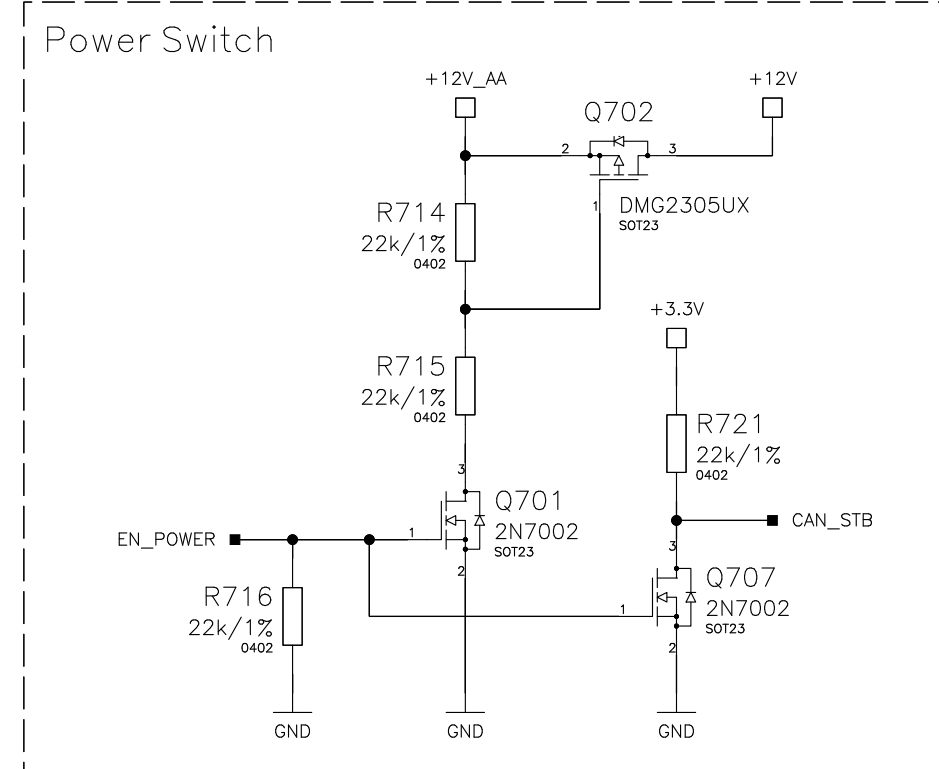 Power Switch
+12V_AA
+12V
Q702
2
3
1
DMG2305UX
SOT23
R714
22k/1%
0402
+3.3V
R715
22k/1%
0402
R721
22k/1%
0402
3
Q701
2N7002
SOT23
1
2
EN_POWER
CAN_STB
3
Q707
2N7002
SOT23
1
2
R716
22k/1%
0402
GND
GND
GND